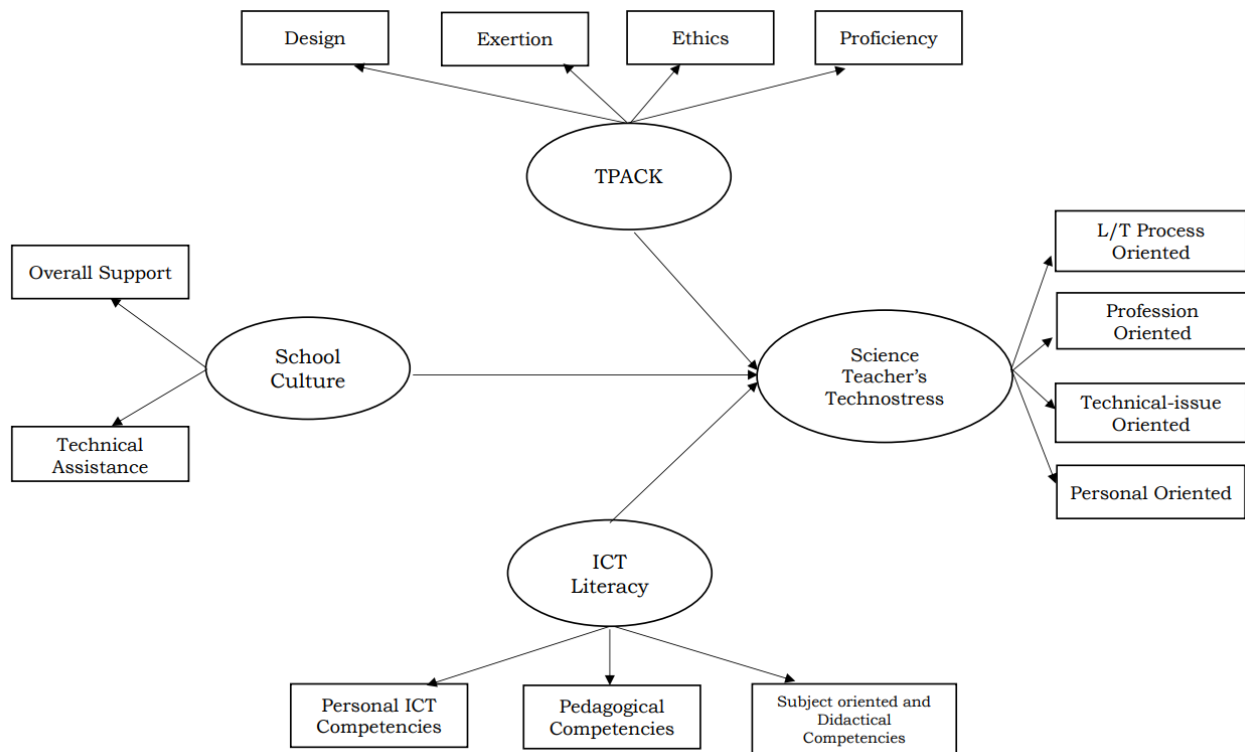 Design
Exertion
Ethics
Proficiency
TPACK
L/T Process
Oriented
Overall Support
Profession
Oriented
School
Culture
Science
Teacher’s
Technostress
Technical-issue
Oriented
Technical
Assistance
Personal Oriented
ICT
Literacy
Personal ICT
Competencies
Pedagogical
Competencies
Subject oriented and
Didactical
Competencies